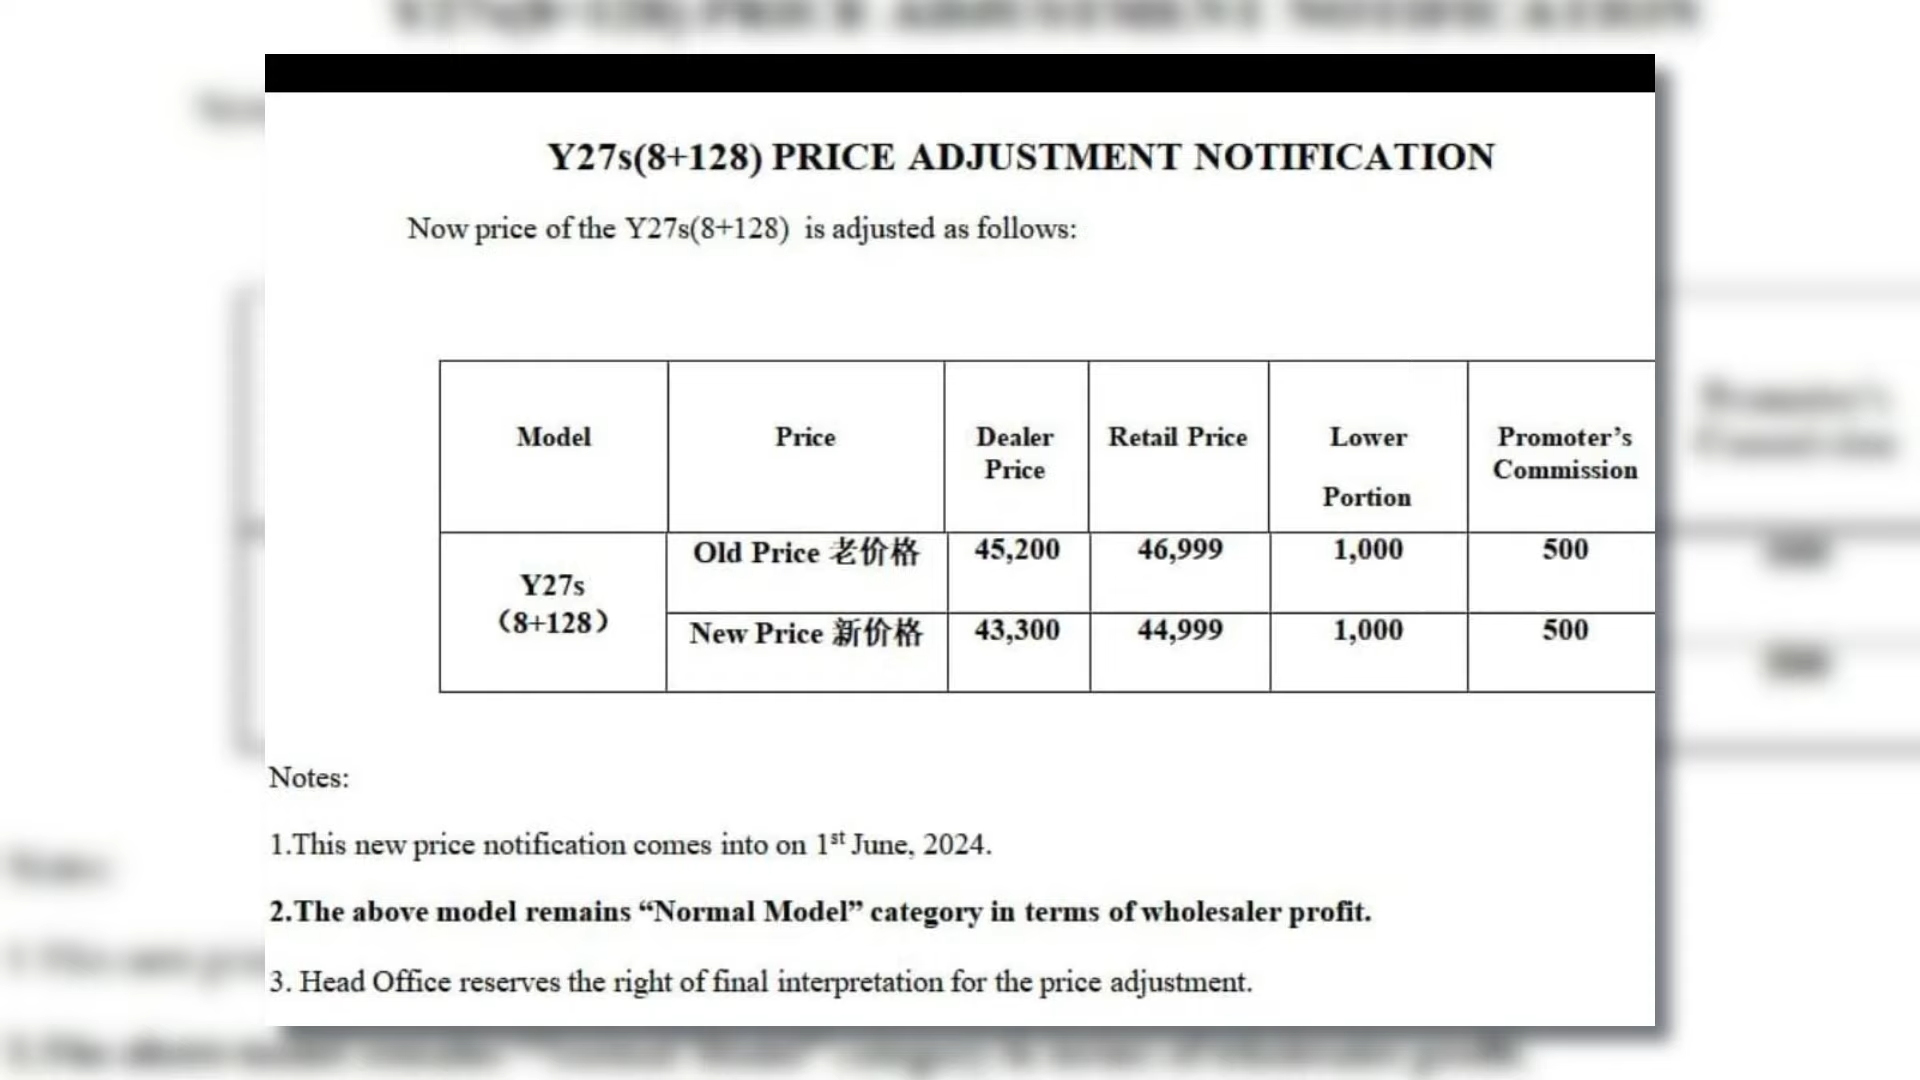 Y27s(8+128) PRICE ADJUSTMENT NOTIFICATION
Now price of the Y27s(8+128) is adjusted as follows:
Model Price Dealer Price Retail Price Lower Portion Promoter’s Commission
Y27s （8+128）
Old Price 老价格 45,200 46,999 1,000 500
New Price 新价格 43,300 44,999 1,000 500
Notes:
1.This new price notification comes into on 1st June, 2024.
2.The above model remains “Normal Model” category in terms of wholesaler profit.
3. Head Office reserves the right of final interpretation for the price adjustment.